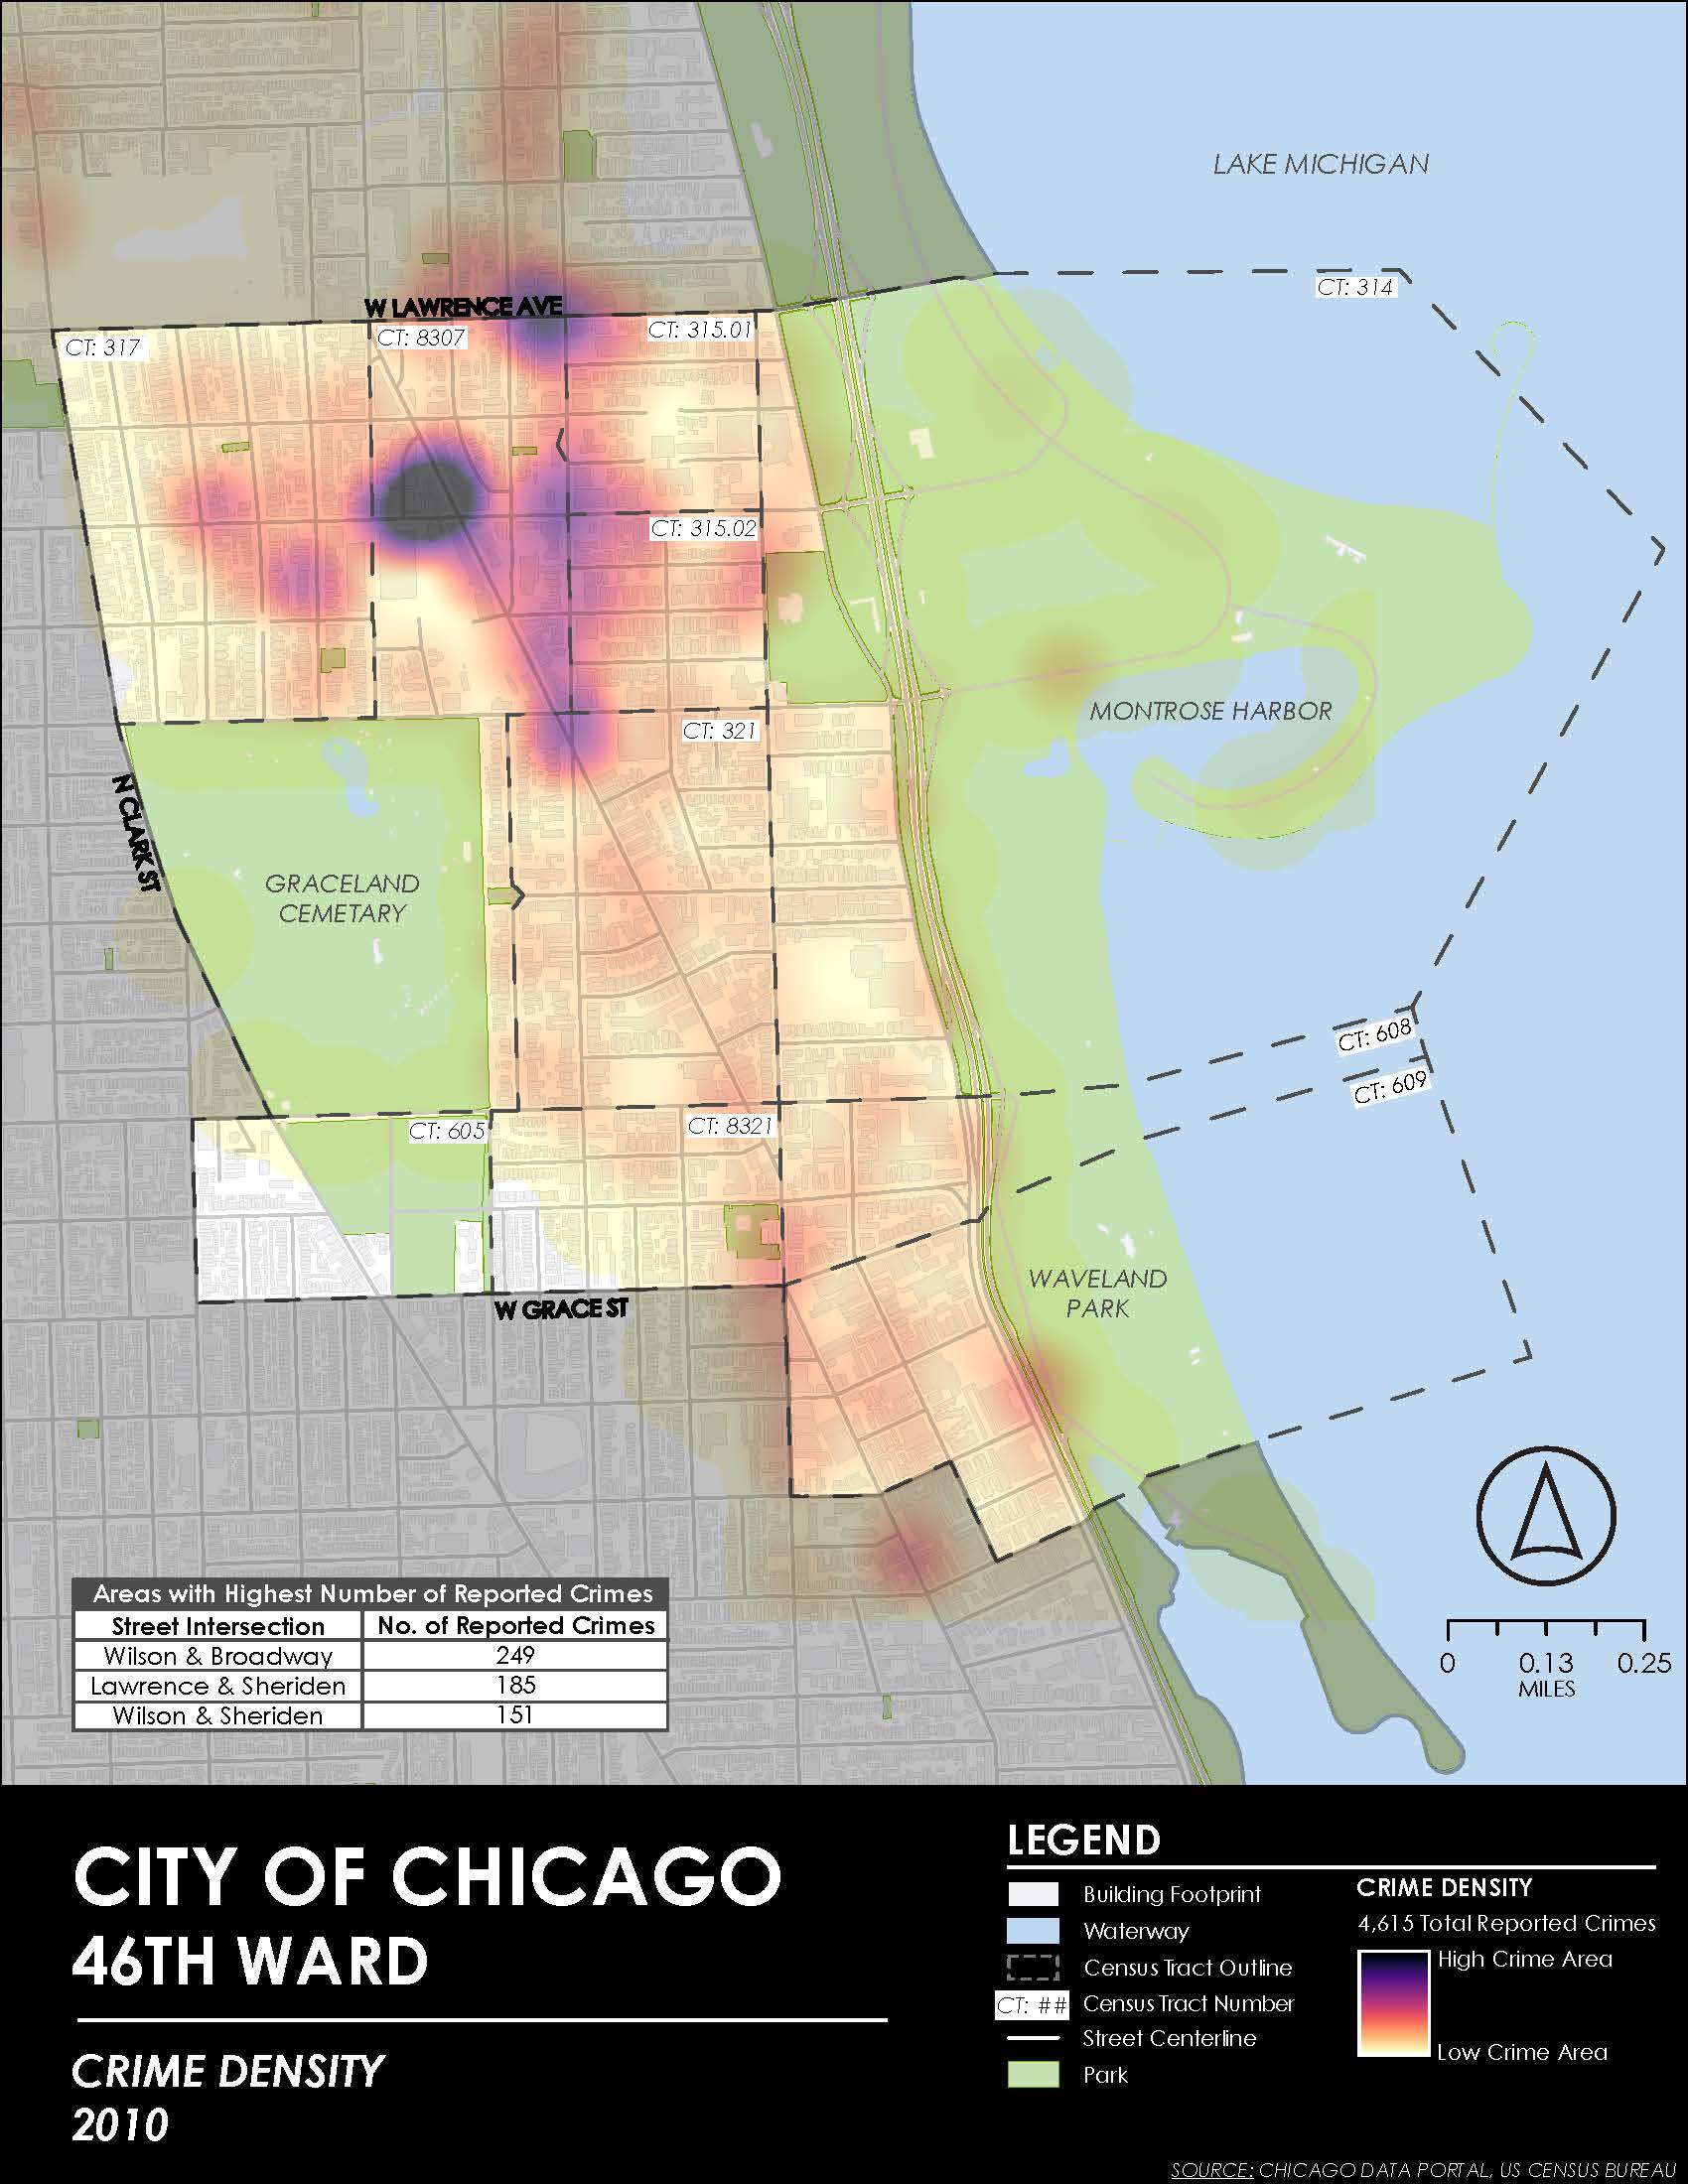 LAKE MICHIGAN
CT: 314
W LAWRENCE AVE
CT: 317
CT: 8307
CT: 315.01
CT: 315.02
MONTROSE HARBOR
CT: 321
N CLARK ST
GRACELAND
CEMETARY
CT: 608
CT: 609
CT: 605
CT: 8321
WAVELAND
PARK
W GRACE ST
Areas with Highest Number of Reported Crimes
Street Intersection No. of Reported Crimes
Wilson & Broadway 249
Lawrence & Sheriden 185
Wilson & Sheriden 151
0 0.13 0.25
MILES
CITY OF CHICAGO
46TH WARD
CRIME DENSITY
2010
LEGEND
Building Footprint
Waterway
Census Tract Outline
CT: ## Census Tract Number
Street Centerline
Park
CRIME DENSITY
4,615 Total Reported Crimes
High Crime Area
Low Crime Area
SOURCE: CHICAGO DATA PORTAL, US CENSUS BUREAU